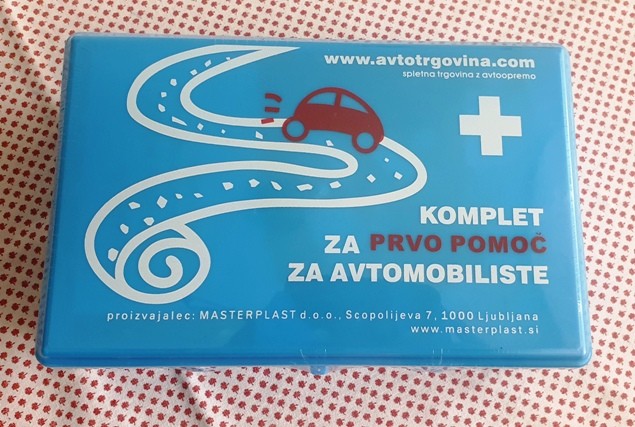 www.avtotrgovina.com
spletna trgovina z avtoopremo
KOMPLET
ZA PRVO POMOČ
ZA AVTOMOBILISTE
proizvajalec: MASTERPLAST d.o.o., Scopolijeva 7, 1000 Ljubljana
www.masterplast.si